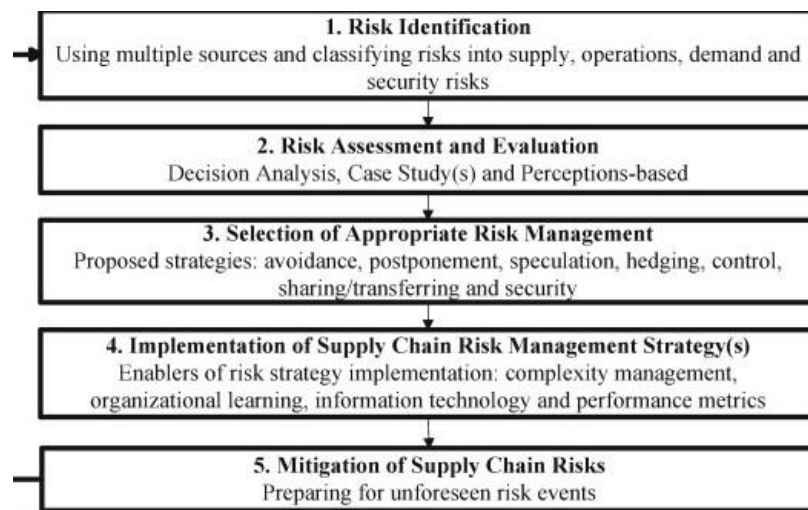 1. Risk Identification
Using multiple sources and classifying risks into supply, operations, demand and
security risks
2. Risk Assessment and Evaluation
Decision Analysis, Case Study(s) and Perceptions-based
3. Selection of Appropriate Risk Management
Proposed strategies: avoidance, postponement, speculation, hedging, control,
sharing/transferring and security
4. Implementation of Supply Chain Risk Management Strategy(s)
Enablers of risk strategy implementation: complexity management,
organizational learning, information technology and performance metrics
5. Mitigation of Supply Chain Risks
Preparing for unforeseen risk events